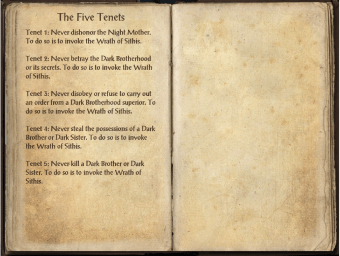 The Five Tenets
Tenet 1: Never dishonor the Night Mother.
To do so is to invoke the Wrath of Sithis.
Tenet 2: Never betray the Dark Brotherhood
or its secrets. To do so is to invoke the Wrath
of Sithis.
Tenet 3: Never disobey or refuse to carry out
an order from a Dark Brotherhood superior. To
do so is to invoke the Wrath of Sithis.
Tenet 4: Never steal the possessions of a Dark
Brother or Dark Sister. To do so is to invoke
the Wrath of Sithis.
Tenet 5: Never kill a Dark Brother or Dark
Sister. To do so is to invoke the Wrath of
Sithis.